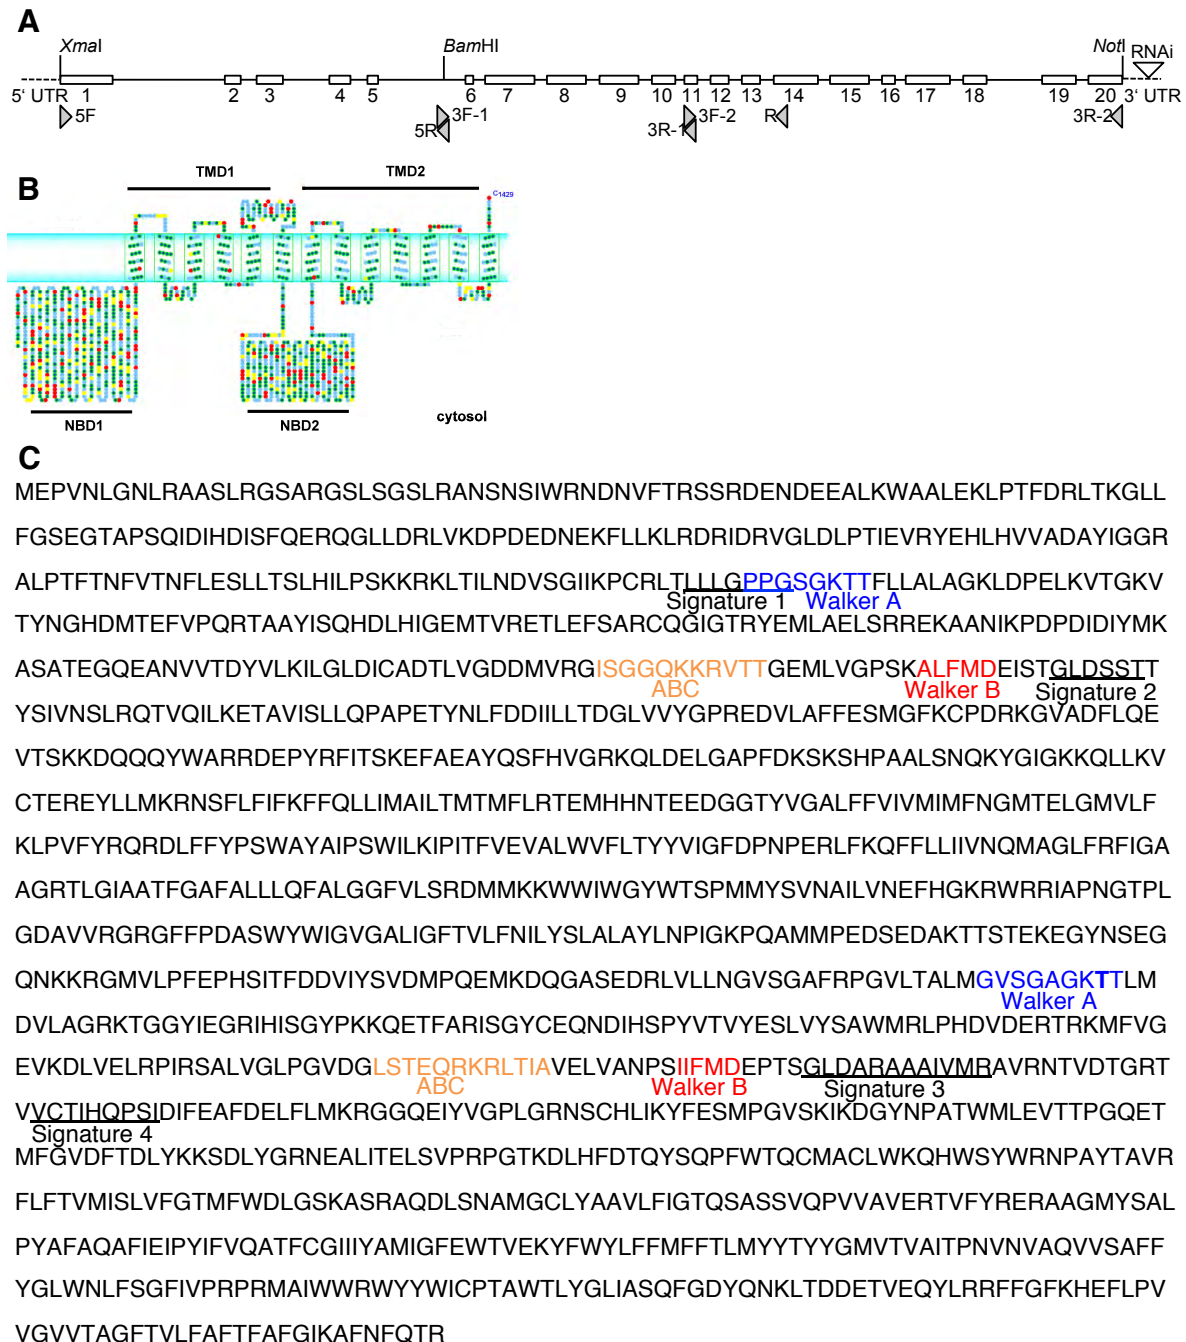 A
XmaI BamHI NotI RNAi
5‘ UTR 1 2 3 4 5 6 7 8 9 10 11 12 13 14 15 16 17 18 19 20 3‘ UTR
5F 5R 3F-1 3R-1 3F-2 R 3R-2
B
TMD1 TMD2
C1429
NBD1 NBD2 cytosol
C
MEPVNLGNLRAASLRGSARGSLSGSLRANSNSIWRNDNVFTRSSRDENDEEALKWAALEKLPTFDRLTKGLL
FGSEGTAPSQIDIHDISFQERQGLLDRLVKDPDEDNEKFLLKLRDRIDRVGLDLPTIEVRYEHLHVVADAYIGGR
ALPTFTNFVTNFLESLLTSLHILPSKKRKLTILNDVSGIIKPCRLTLLLGPPGSGKTTFLLALAGKLDPELKVTGKV
Signature 1 Walker A
TYNGHDMTEFVPQRTAAYISQHDLHIGEMTVRETLEFSARCQGIGTRYEMLAELSRREKAANIKPDPDIDIYMK
ASATEGQEANVVTDYVLKILGLDICADTLVGDDMVRGISGGQKKRVTTGEMLVGPSKALFMDEISTGLDSSTT
ABC Walker B Signature 2
YSIVNSLRQTVQILKETAVISLLQPAPETYNLFDDIILLTDGLVVYGPREDVLAFFESMGFKCPDRKGVADFLQE
VTSKKDQQQYWARRDEPYRFITSKEFAEAYQSFHVGRKQLDELGAPFDKSKSHPAALSNQKYGIGKKQLLKV
CTEREYLLMKRNSFLFIFKFFQLLIMAILTMTMFLRTEMHHNTEEDGGTYVGALFFVIVMIMFNGMTELGMVLF
KLPVFYRQRDLFFYPSWAYAIPSWILKIPITFVEVALWVFLTYYVIGFDPNPERLFKQFFLLIIVNQMAGLFRFIGA
AGRTLGIAATFGAFALLLQFALGGFVLSRDMMKKWWIWGYWTSPMMYSVNAILVNEFHGKRWRRIAPNGTPL
GDAVVRGRGFFPDASWYWIGVGALIGFTVLFNILYSLALAYLNPIGKPQAMMPEDSEDAKTTSTEKEGYNSEG
QNKKRGMVLPFEPHSITFDDVIYSVDMPQEMKDQGASEDRLVLLNGVSGAFRPGVLTALMGVSGAGKTTLM
Walker A
DVLAGRKTGGYIEGRIHISGYPKKQETFARISGYCEQNDIHSPYVTVYESLVYSAWMRLPHDVDERTRKMFVG
EVKDLVELRPIRSALVGLPGVDGLSTEQRKRLTIAVELVANPSIIFMDEPTSGLDARAAAIVMRAVRNTVDTGRT
ABC Walker B Signature 3
VVCTIHQPSIDIFEAFDELFLMKRGGQEIYVGPLGRNSCHLIKYFESMPGVSKIKDGYNPATWMLEVTTPGQET
Signature 4
MFGVDFTDLYKKSDLYGRNEALITELSVPRPGTKDLHFDTQYSQPFWTQCMACLWKQHWSYWRNPAYTAVR
FLFTVMISLVFGTMFWDLGSKASRAQDLSNAMGCLYAAVLFIGTQSASSVQPVVAVERTVFYRERAAGMYSAL
PYAFAQAFIEIPYIFVQATFCGIIIYAMIGFEWTVEKYFWYLFFMFFTLMYYTYYGMVTVAITPNVNVAQVVSAFF
YGLWNLFSGFIVPRPRMAIWWRWYYWICPTAWTLYGLIASQFGDYQNKLTDDETVEQYLRRFFGFKHEFLPV
VGVVTAGFTVLFAFTFAFGIKAFNFQTR